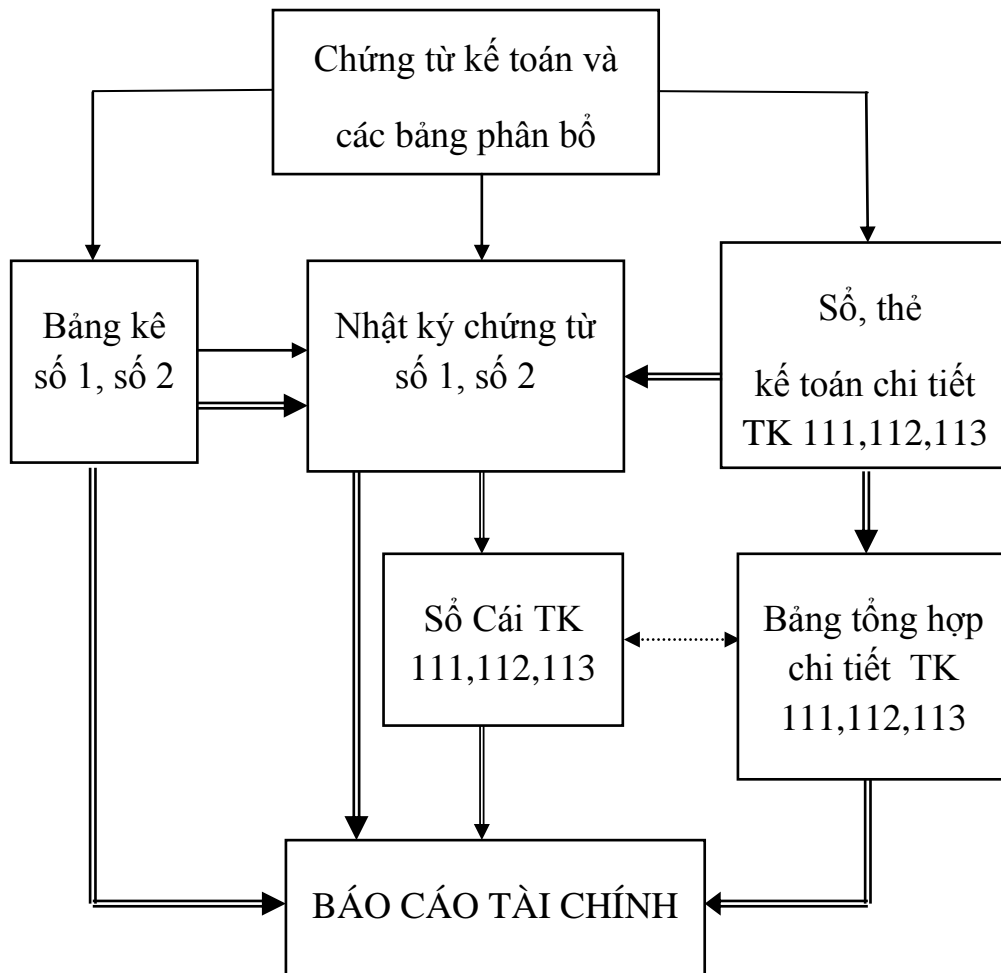 Chứng từ kế toán và
các bảng phân bổ
Bảng kê
số 1, số 2
Nhật ký chứng từ
số 1, số 2
Sổ, thẻ
kế toán chi tiết
TK 111,112,113
Sổ Cái TK
111,112,113
Bảng tổng hợp
chi tiết TK
111,112,113
BÁO CÁO TÀI CHÍNH